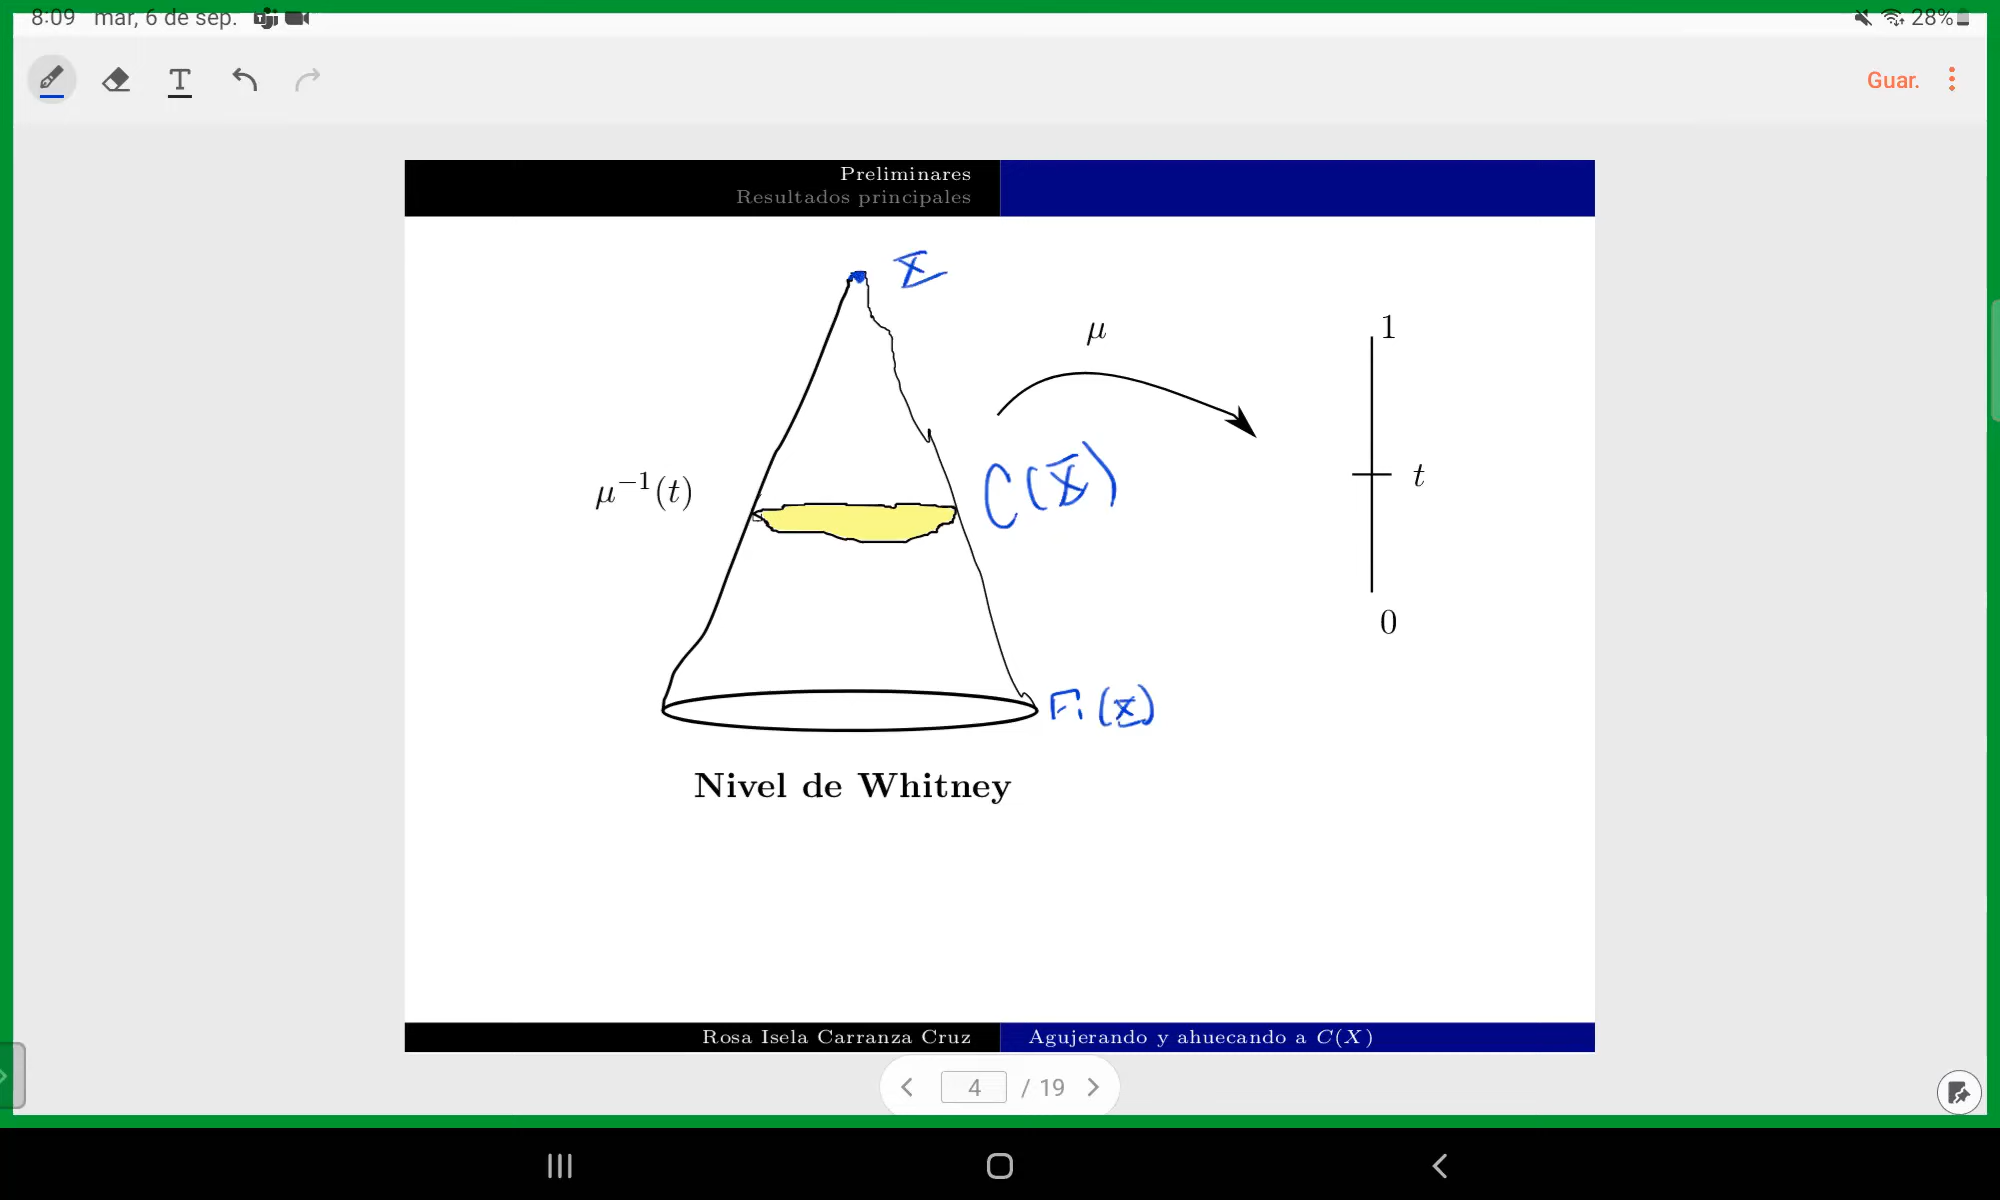 8:09 mar, 6 de sep. 28%
Guar.
Preliminares
Resultados principales
X
μ
1
μ⁻¹(t)
C(X)
t
0
F₁(X)
Nivel de Whitney
Rosa Isela Carranza Cruz Agujerando y ahuecando a C(X)
4 / 19